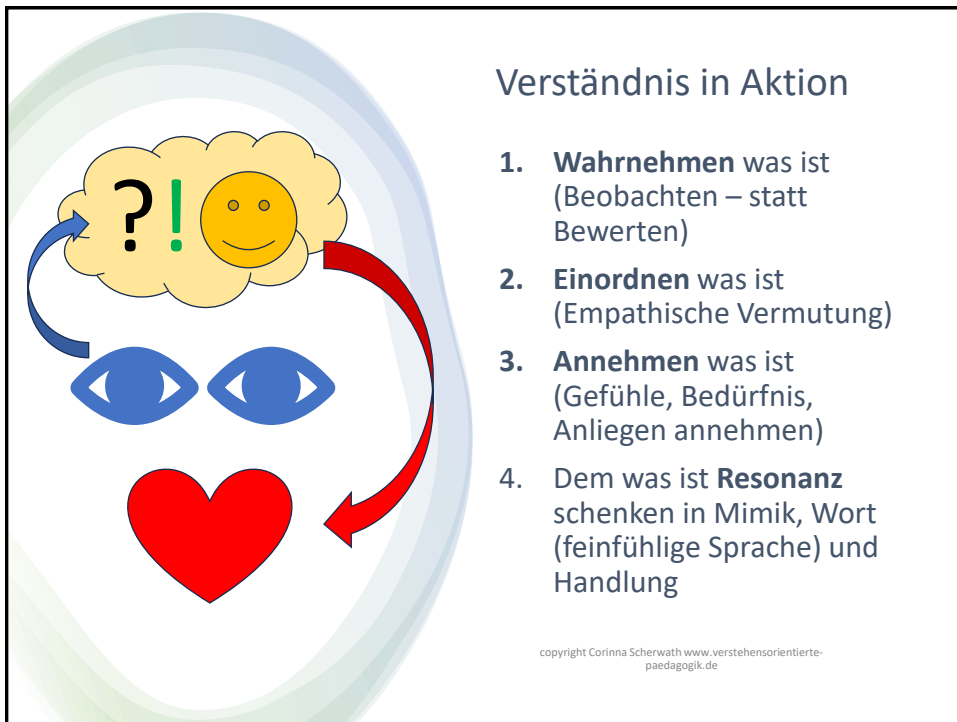 Verständnis in Aktion
?!
1. Wahrnehmen was ist
(Beobachten – statt
Bewerten)
2. Einordnen was ist
(Empathische Vermutung)
3. Annehmen was ist
(Gefühle, Bedürfnis,
Anliegen annehmen)
4. Dem was ist Resonanz
schenken in Mimik, Wort
(feinfühlige Sprache) und
Handlung
copyright Corinna Scherwath www.verstehensorientierte-
paedagogik.de